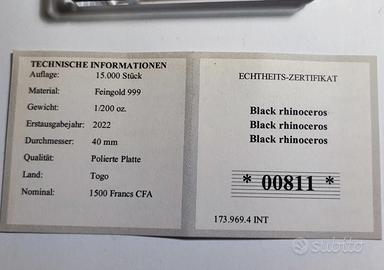 TECHNISCHE INFORMATIONEN
Auflage: 15.000 Stück
Material: Feingold 999
Gewicht: 1/200 oz.
Erstausgabejahr: 2022
Durchmesser: 40 mm
Qualität: Polierte Platte
Land: Togo
Nominal: 1500 Francs CFA
ECHTHEITS-ZERTIFIKAT
Black rhinoceros
Black rhinoceros
Black rhinoceros
* 00811 *
173.969.4 INT
subito